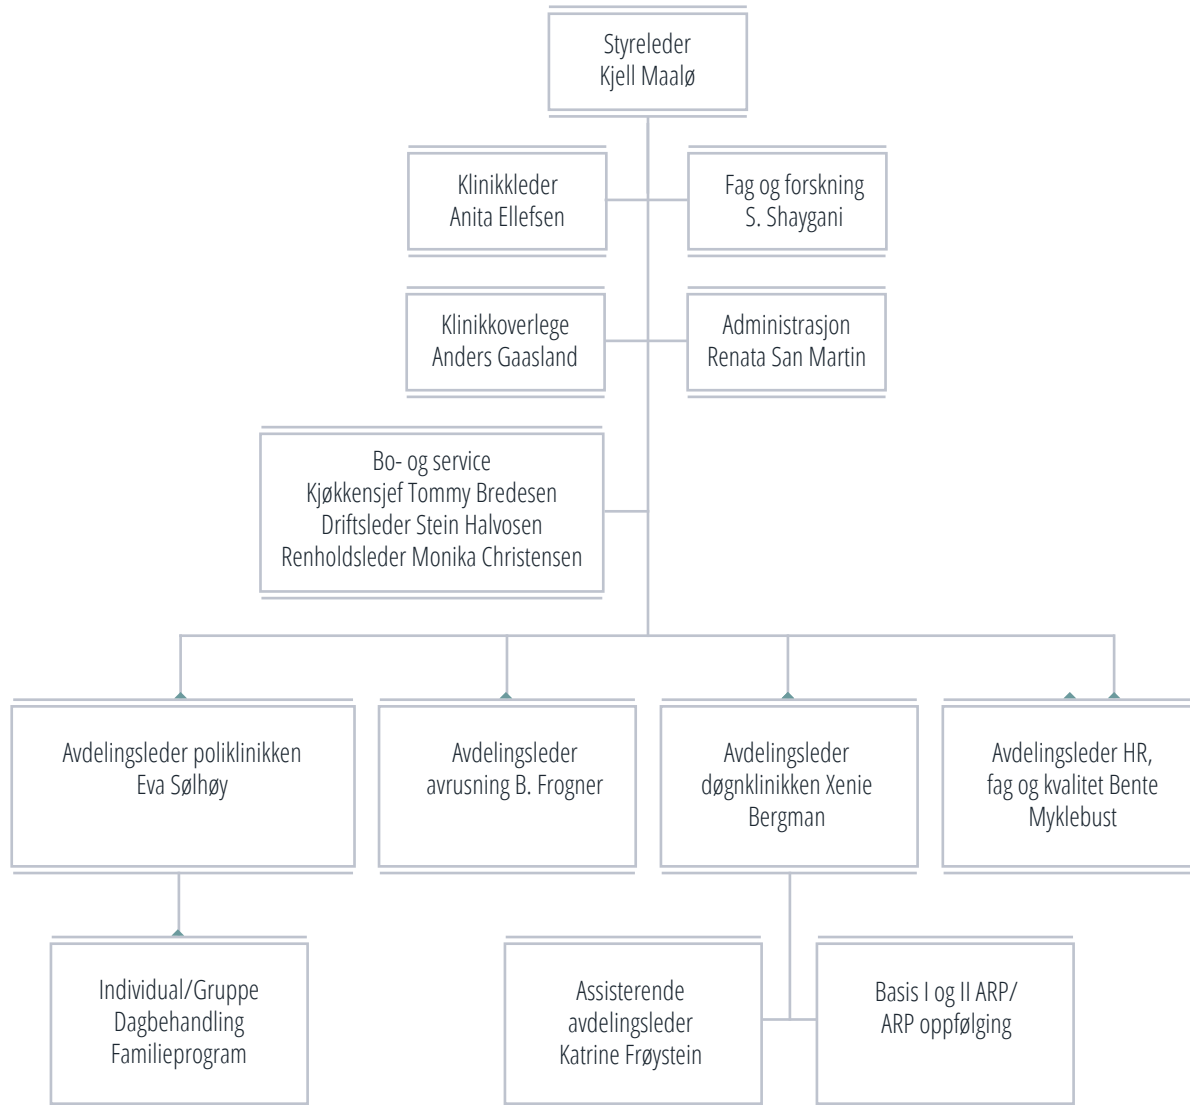 Styreleder
Kjell Maalø
Klinikkleder
Anita Ellefsen
Fag og forskning
S. Shaygani
Klinikkoverlege
Anders Gaasland
Administrasjon
Renata San Martin
Bo- og service
Kjøkkensjef Tommy Bredesen
Driftsleder Stein Halvosen
Renholdsleder Monika Christensen
Avdelingsleder poliklinikken
Eva Sølhøy
Avdelingsleder
avrusning B. Frogner
Avdelingsleder
døgnklinikken Xenie
Bergman
Avdelingsleder HR,
fag og kvalitet Bente
Myklebust
Individual/Gruppe
Dagbehandling
Familieprogram
Assisterende
avdelingsleder
Katrine Frøystein
Basis I og II ARP/
ARP oppfølging